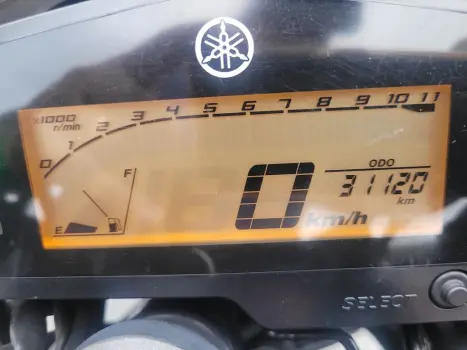 x1000
r/min
0 1 2 3 4 5 6 7 8 9 10 11
F
E
ODO
31120
km
0 km/h
SELECT